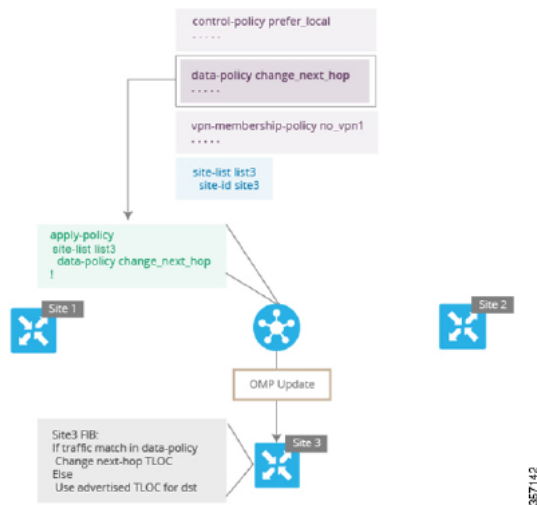 control-policy prefer_local
. . . . .
data-policy change_next_hop
. . . . .
vpn-membership-policy no_vpn1
. . . . .
site-list list3
site-id site3
apply-policy
site-list list3
data-policy change_next_hop
!
Site 1
Site 2
OMP Update
Site 3
Site3 FIB:
If traffic match in data-policy
Change next-hop TLOC
Else
Use advertised TLOC for dst
357142